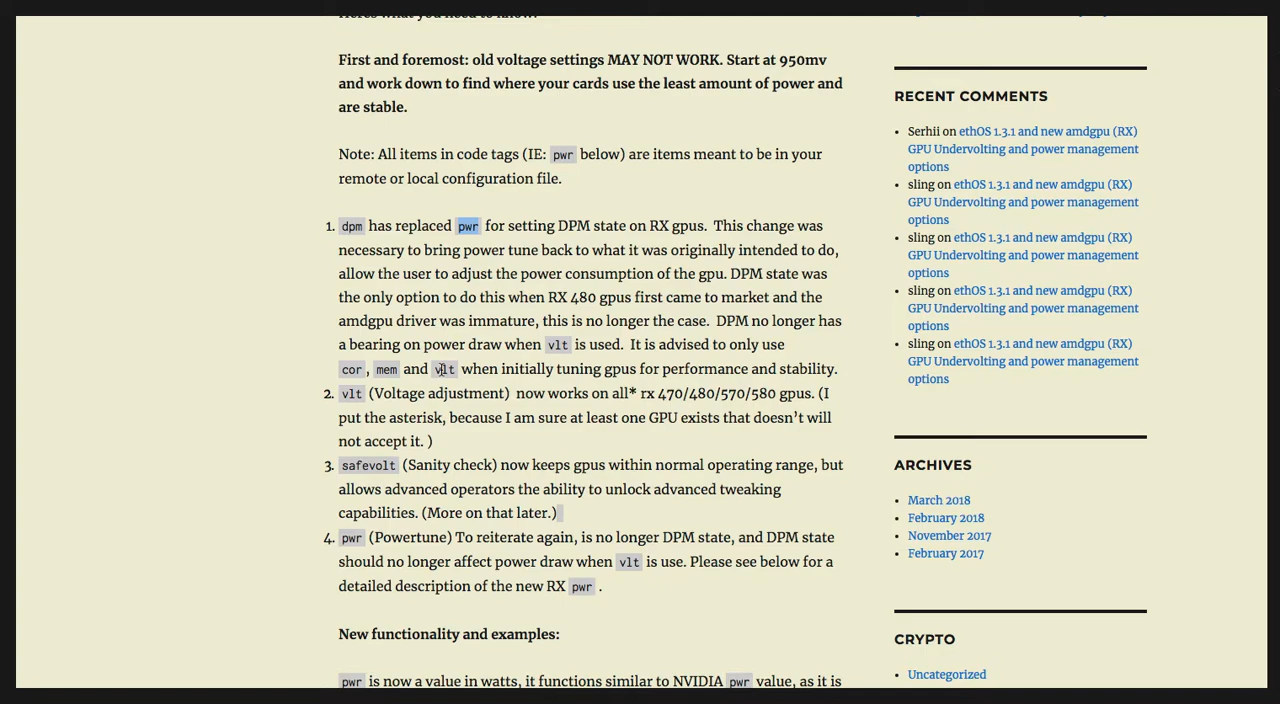 First and foremost: old voltage settings MAY NOT WORK. Start at 950mv
and work down to find where your cards use the least amount of power and
are stable.
Note: All items in code tags (IE: pwr below) are items meant to be in your
remote or local configuration file.
1. dpm has replaced pwr for setting DPM state on RX gpus. This change was
necessary to bring power tune back to what it was originally intended to do,
allow the user to adjust the power consumption of the gpu. DPM state was
the only option to do this when RX 480 gpus first came to market and the
amdgpu driver was immature, this is no longer the case. DPM no longer has
a bearing on power draw when vlt is used. It is advised to only use
cor, mem and vlt when initially tuning gpus for performance and stability.
2. vlt (Voltage adjustment) now works on all* rx 470/480/570/580 gpus. (I
put the asterisk, because I am sure at least one GPU exists that doesn’t will
not accept it. )
3. safevolt (Sanity check) now keeps gpus within normal operating range, but
allows advanced operators the ability to unlock advanced tweaking
capabilities. (More on that later.)
4. pwr (Powertune) To reiterate again, is no longer DPM state, and DPM state
should no longer affect power draw when vlt is use. Please see below for a
detailed description of the new RX pwr .
New functionality and examples:
pwr is now a value in watts, it functions similar to NVIDIA pwr value, as it is
RECENT COMMENTS
• Serhii on ethOS 1.3.1 and new amdgpu (RX)
GPU Undervolting and power management
options
• sling on ethOS 1.3.1 and new amdgpu (RX)
GPU Undervolting and power management
options
• sling on ethOS 1.3.1 and new amdgpu (RX)
GPU Undervolting and power management
options
• sling on ethOS 1.3.1 and new amdgpu (RX)
GPU Undervolting and power management
options
• sling on ethOS 1.3.1 and new amdgpu (RX)
GPU Undervolting and power management
options
ARCHIVES
• March 2018
• February 2018
• November 2017
• February 2017
CRYPTO
• Uncategorized